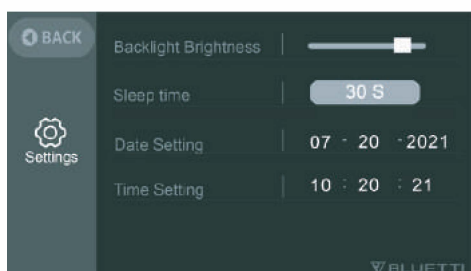 BACK
Settings
Backlight Brightness
Sleep time 30 S
Date Setting 07 - 20 - 2021
Time Setting 10 : 20 : 21
BLUETTI